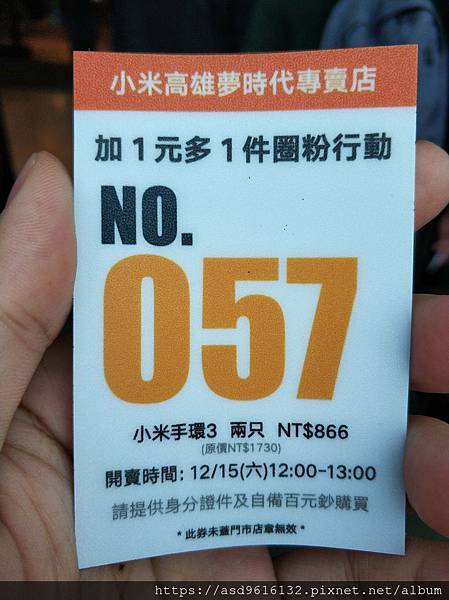 小米高雄夢時代專賣店
加1元多1件圈粉行動
NO.
057
小米手環3 兩只 NT$866
(原價NT$1730)
開賣時間: 12/15(六)12:00-13:00
請提供身分證件及自備百元鈔購買
* 此券未蓋門市店章無效 *
https://asd9616132.pixnet.net/album